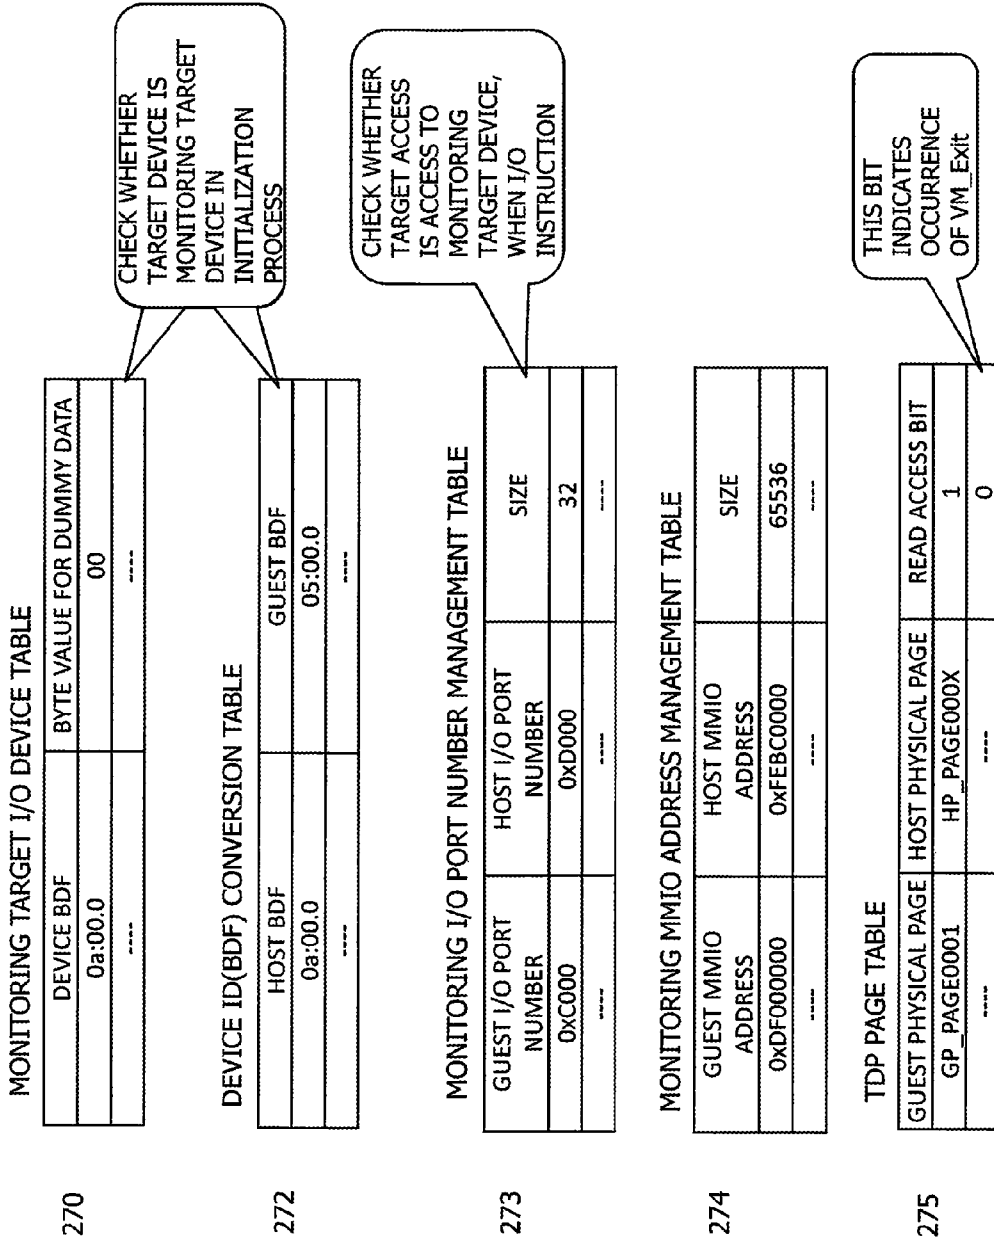 270
MONITORING TARGET I/O DEVICE TABLE
DEVICE BDF BYTE VALUE FOR DUMMY DATA
0a:00.0 00
---- ----
CHECK WHETHER
TARGET DEVICE IS
MONITORING TARGET
DEVICE IN
INITIALIZATION
PROCESS
272
DEVICE ID(BDF) CONVERSION TABLE
HOST BDF GUEST BDF
0a:00.0 05:00.0
---- ----
273
MONITORING I/O PORT NUMBER MANAGEMENT TABLE
GUEST I/O PORT NUMBER HOST I/O PORT NUMBER SIZE
0xC000 0xD000 32
---- ---- ----
CHECK WHETHER
TARGET ACCESS
IS ACCESS TO
MONITORING
TARGET DEVICE,
WHEN I/O
INSTRUCTION
274
MONITORING MMIO ADDRESS MANAGEMENT TABLE
GUEST MMIO ADDRESS HOST MMIO ADDRESS SIZE
0xDF000000 0xFEBC0000 65536
---- ---- ----
275
TDP PAGE TABLE
GUEST PHYSICAL PAGE HOST PHYSICAL PAGE READ ACCESS BIT
GP_PAGE0001 HP_PAGE000X 1
---- ---- 0
THIS BIT
INDICATES
OCCURRENCE
OF VM_Exit